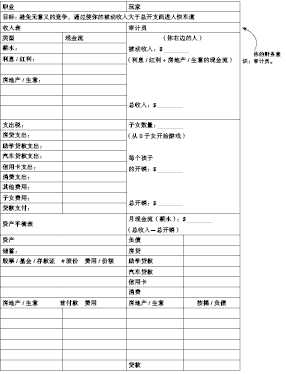 职业 玩家
目标：避免无意义的竞争，通过使你的被动收入大于总开支而进入快车道
收入表 审计员
类型 现金流 （你右边的人）
薪水： 被动收入：$
利息/红利： （利息/红利+房地产/生意的现金流）
房地产/生意：
总收入：$
你的财务意
识：审计员。
支出税： 子女数量：
房贷支出： （从0子女开始游戏）
助学贷款支出：
汽车贷款支出： 每个孩子
信用卡支出： 的开销：$
消费支出：
其他费用：
子女费用： 总开销：$
贷款支付：
资产平衡表 月现金流（薪水）：$
（总收入—总开销）
资产 负债
储蓄： 房贷
股票/基金/存款证 #股份 费用/份额 助学贷款
汽车贷款
信用卡
消费
房地产/生意 首付款 费用 房地产/生意 按揭/负债
贷款